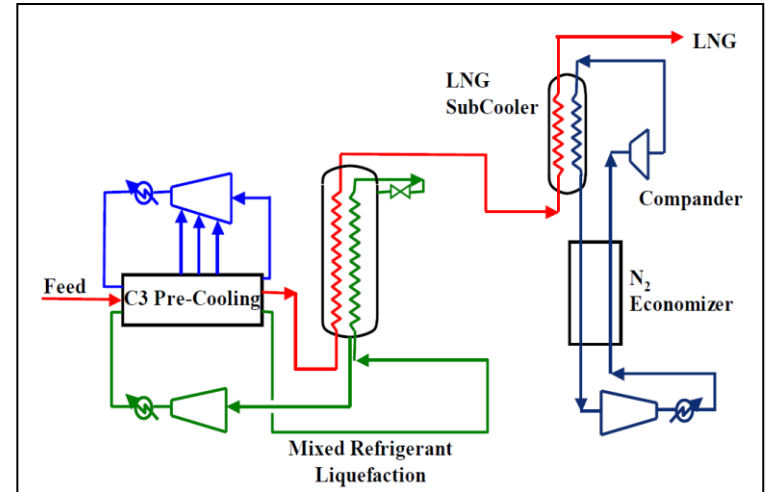 LNG
LNG
SubCooler
Compander
Feed
C3 Pre-Cooling
N2
Economizer
Mixed Refrigerant
Liquefaction